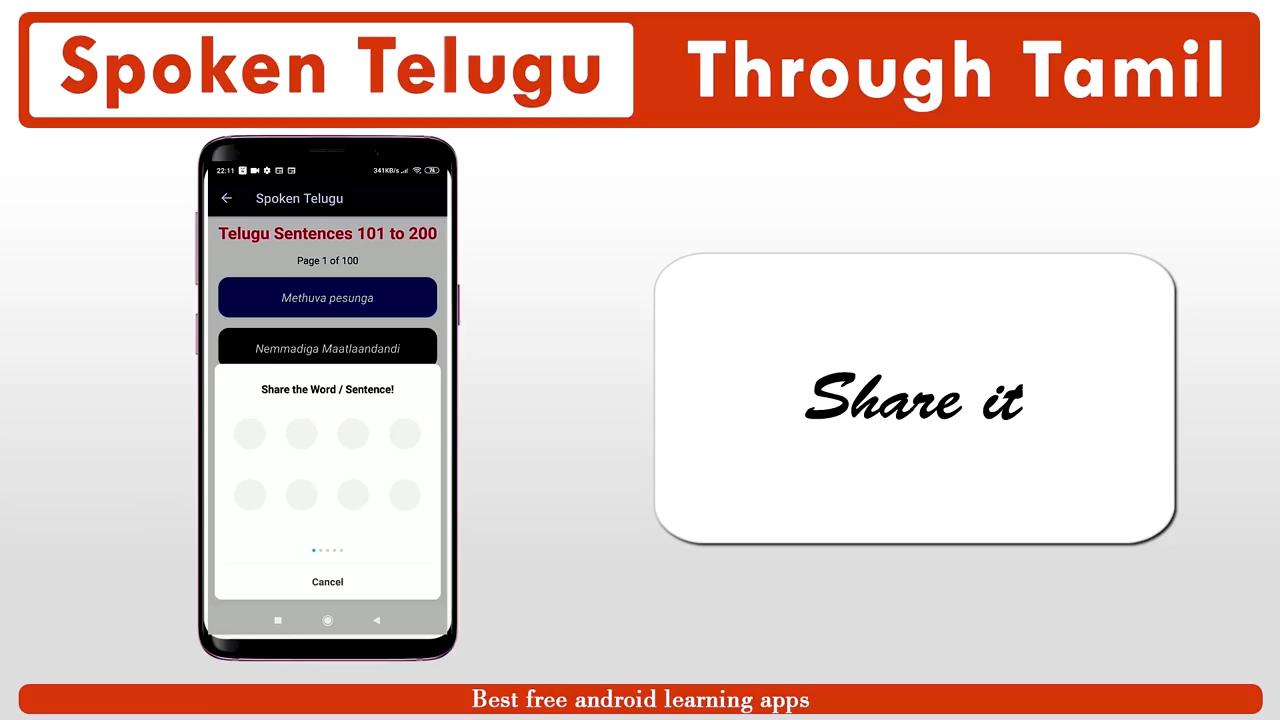 Spoken Telugu Through Tamil
22:11 341KB/s 76
Spoken Telugu
Telugu Sentences 101 to 200
Page 1 of 100
Methuva pesunga
Nemmadiga Maatlaandandi
Share the Word / Sentence!
Cancel
Share it
Best free android learning apps